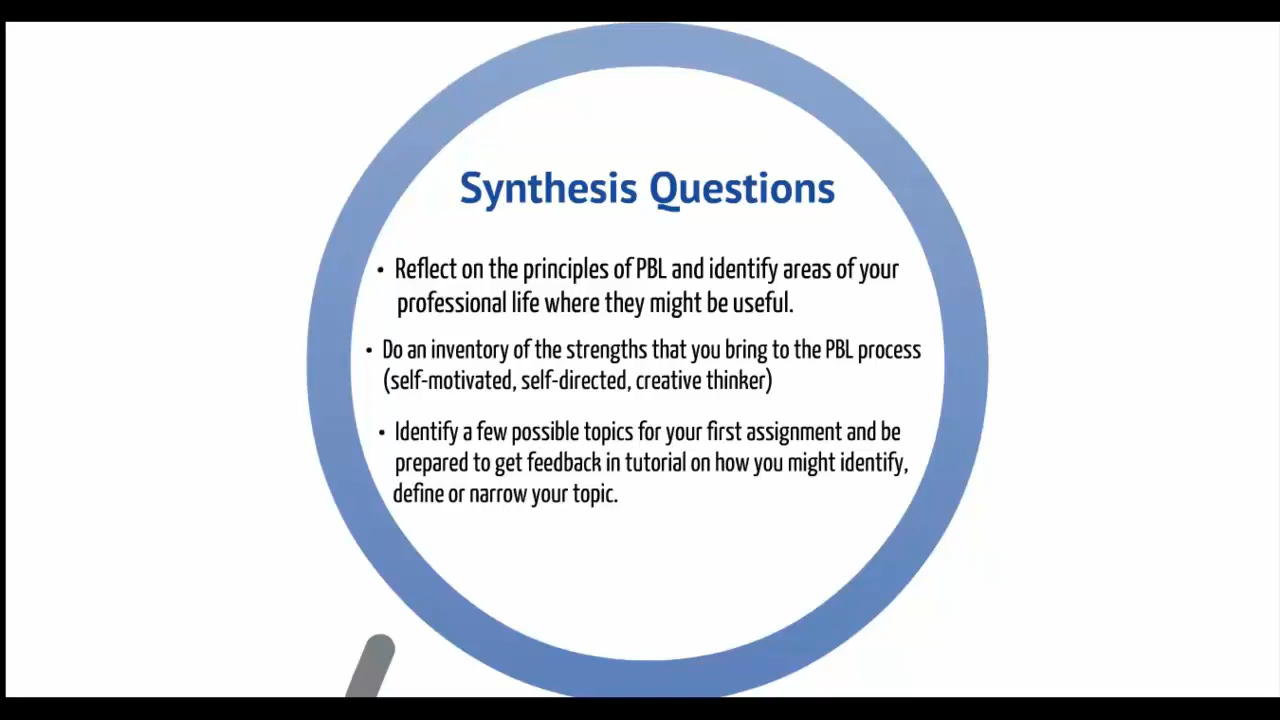 Synthesis Questions
• Reflect on the principles of PBL and identify areas of your
professional life where they might be useful.
• Do an inventory of the strengths that you bring to the PBL process
(self-motivated, self-directed, creative thinker)
• Identify a few possible topics for your first assignment and be
prepared to get feedback in tutorial on how you might identify,
define or narrow your topic.